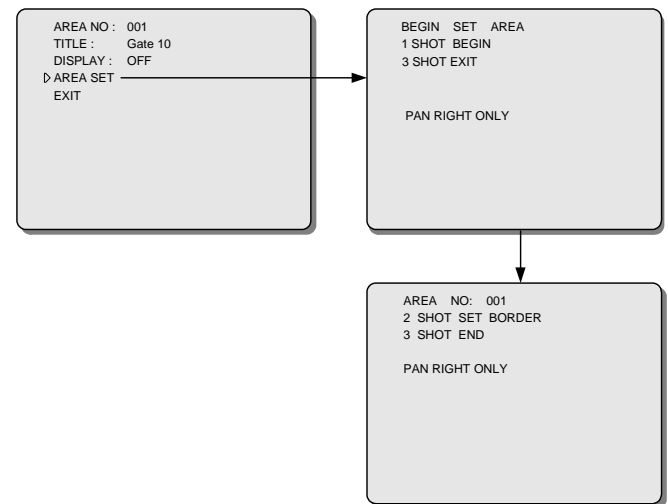 AREA NO : 001
TITLE : Gate 10
DISPLAY : OFF
AREA SET
EXIT
BEGIN SET AREA
1 SHOT BEGIN
3 SHOT EXIT
PAN RIGHT ONLY
AREA NO: 001
2 SHOT SET BORDER
3 SHOT END
PAN RIGHT ONLY